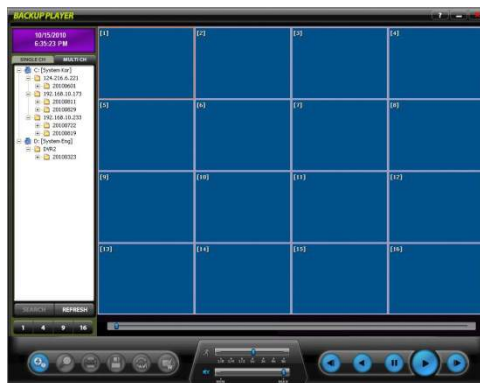 BACKUP PLAYER
? 
10/15/2010
6:35:23 PM
SINGLE CH MULTI CH
C: [System Kor]
124.216.6.221
20100601
192.168.10.173
20100811
20100829
192.168.10.233
20100722
20100819
D: [System Eng]
DVR2
20100323
SEARCH REFRESH
1 4 9 16
[1] [2] [3] [4]
[5] [6] [7] [8]
[9] [10] [11] [12]
[13] [14] [15] [16]